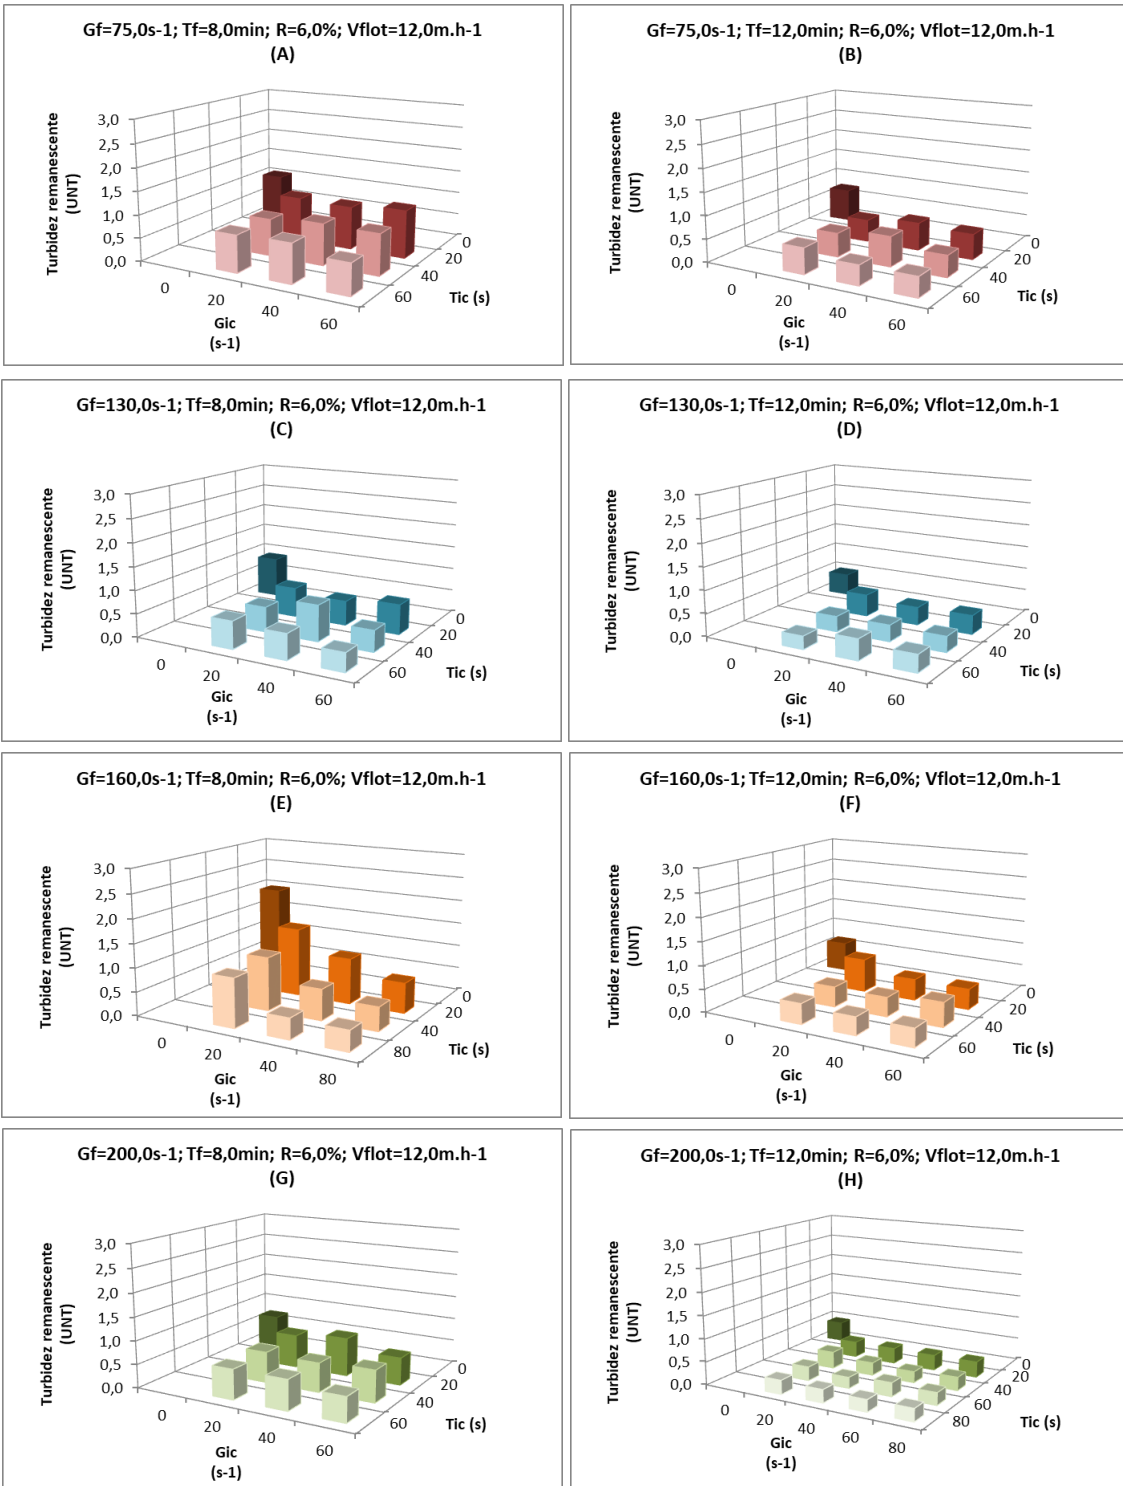 Gf=75,0s-1; Tf=8,0min; R=6,0%; Vflot=12,0m.h-1
(A)
Turbidez remanescente
(UNT)
3,0
2,5
2,0
1,5
1,0
0,5
0,0
0
20
40
60
Gic
(s-1)
0
20
40
60
Tic (s)
Gf=75,0s-1; Tf=12,0min; R=6,0%; Vflot=12,0m.h-1
(B)
Turbidez remanescente
(UNT)
3,0
2,5
2,0
1,5
1,0
0,5
0,0
0
20
40
60
Gic
(s-1)
0
20
40
60
Tic (s)
Gf=130,0s-1; Tf=8,0min; R=6,0%; Vflot=12,0m.h-1
(C)
Turbidez remanescente
(UNT)
3,0
2,5
2,0
1,5
1,0
0,5
0,0
0
20
40
60
Gic
(s-1)
0
20
40
60
Tic (s)
Gf=130,0s-1; Tf=12,0min; R=6,0%; Vflot=12,0m.h-1
(D)
Turbidez remanescente
(UNT)
3,0
2,5
2,0
1,5
1,0
0,5
0,0
0
20
40
60
Gic
(s-1)
0
20
40
60
Tic (s)
Gf=160,0s-1; Tf=8,0min; R=6,0%; Vflot=12,0m.h-1
(E)
Turbidez remanescente
(UNT)
3,0
2,5
2,0
1,5
1,0
0,5
0,0
0
20
40
80
Gic
(s-1)
0
20
40
80
Tic (s)
Gf=160,0s-1; Tf=12,0min; R=6,0%; Vflot=12,0m.h-1
(F)
Turbidez remanescente
(UNT)
3,0
2,5
2,0
1,5
1,0
0,5
0,0
0
20
40
60
Gic
(s-1)
0
20
40
60
Tic (s)
Gf=200,0s-1; Tf=8,0min; R=6,0%; Vflot=12,0m.h-1
(G)
Turbidez remanescente
(UNT)
3,0
2,5
2,0
1,5
1,0
0,5
0,0
0
20
40
60
Gic
(s-1)
0
20
40
60
Tic (s)
Gf=200,0s-1; Tf=12,0min; R=6,0%; Vflot=12,0m.h-1
(H)
Turbidez remanescente
(UNT)
3,0
2,5
2,0
1,5
1,0
0,5
0,0
0
20
40
60
80
Gic
(s-1)
0
20
40
60
80
Tic (s)